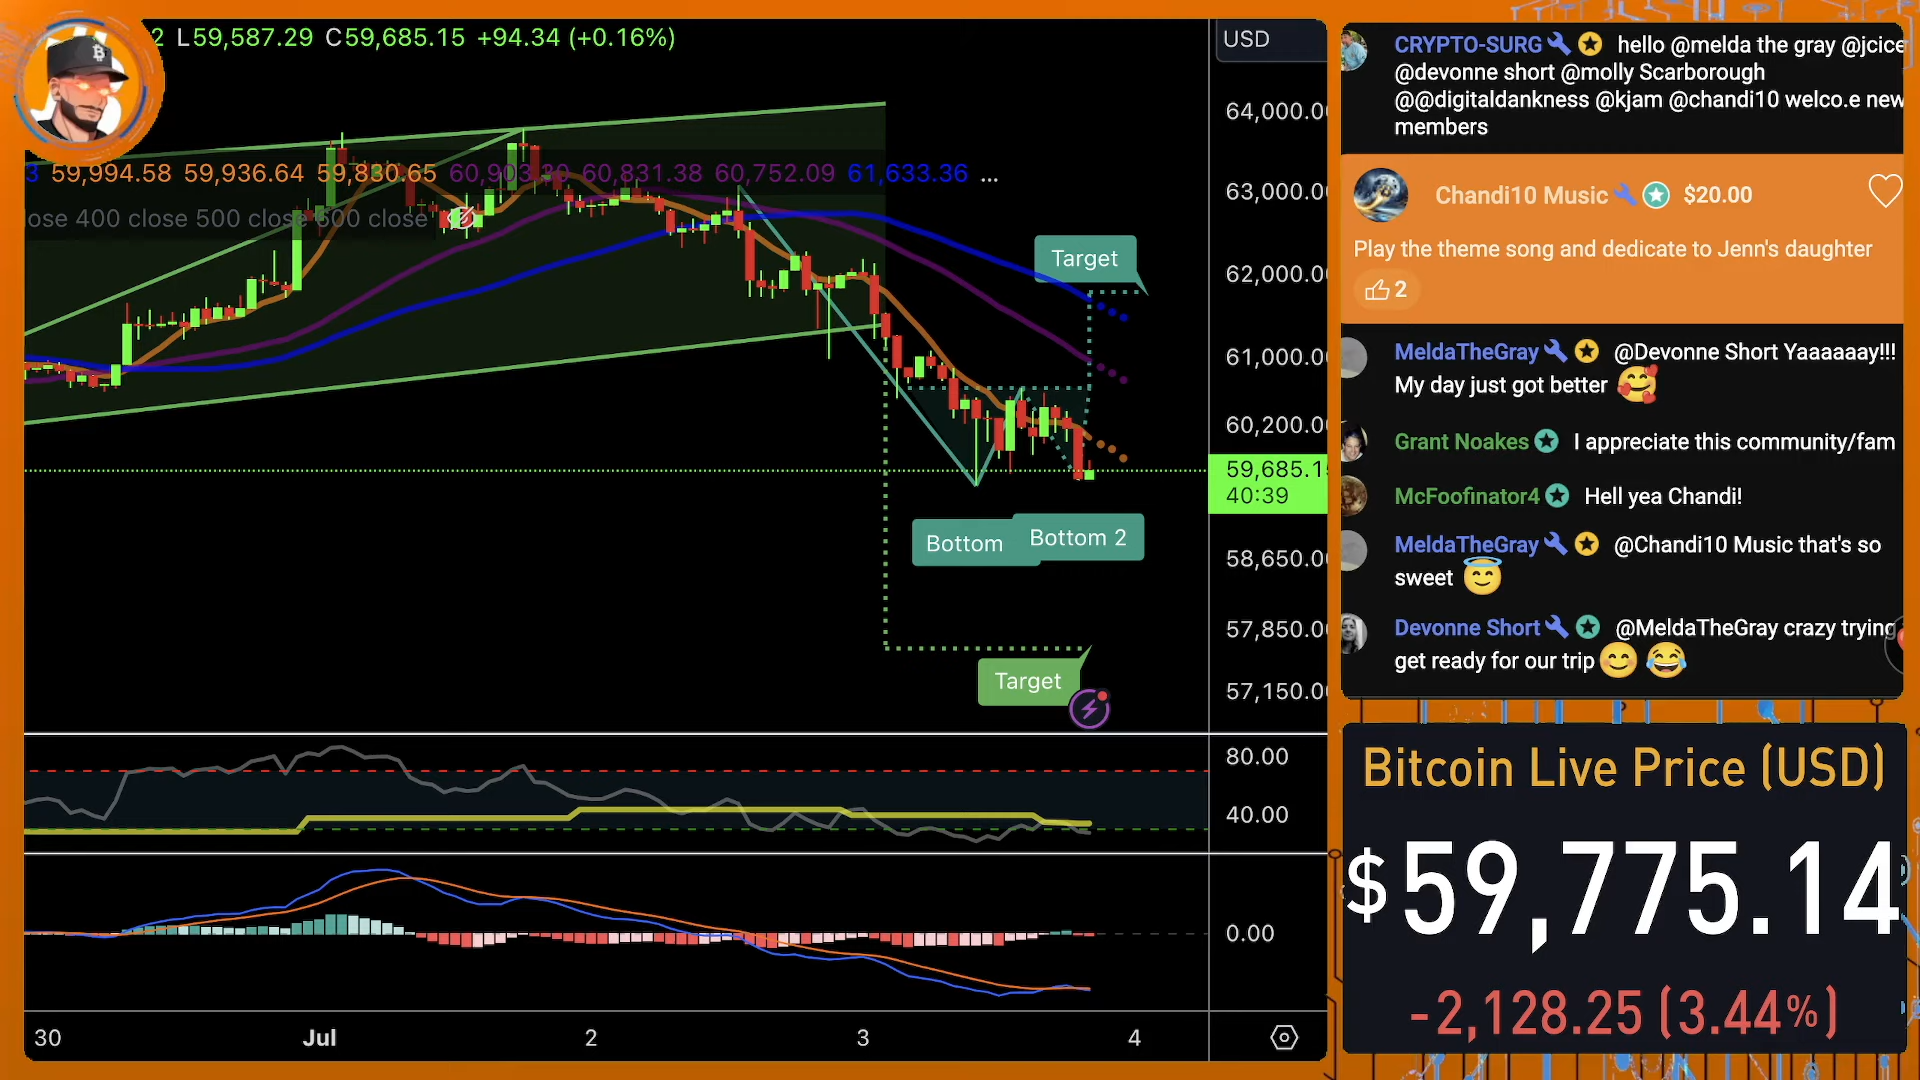 2 L59,587.29 C59,685.15 +94.34 (+0.16%)
3 59,994.58 59,936.64 59,830.65 60,831.38 60,752.09 61,633.36 ...
close 400 close 500 close 600 close
USD
64,000.0
63,000.0
62,000.0
61,000.0
60,200.0
59,685.1
40:39
58,650.0
57,850.0
57,150.0
Target
Bottom
Bottom 2
Target
80.00
40.00
0.00
30 Jul 2 3 4
CRYPTO-SURG hello @melda the gray @jcice
@devonne short @molly Scarborough
@@digitaldankness @kjam @chandi10 welco.e new
members
Chandi10 Music $20.00
Play the theme song and dedicate to Jenn's daughter
2
MeldaTheGray @Devonne Short Yaaaaaay!!!
My day just got better 🥰
Grant Noakes I appreciate this community/fam
McFoofinator4 Hell yea Chandi!
MeldaTheGray @Chandi10 Music that's so
sweet 😇
Devonne Short @MeldaTheGray crazy trying
get ready for our trip 😊 😂
Bitcoin Live Price (USD)
$59,775.14
-2,128.25 (3.44%)